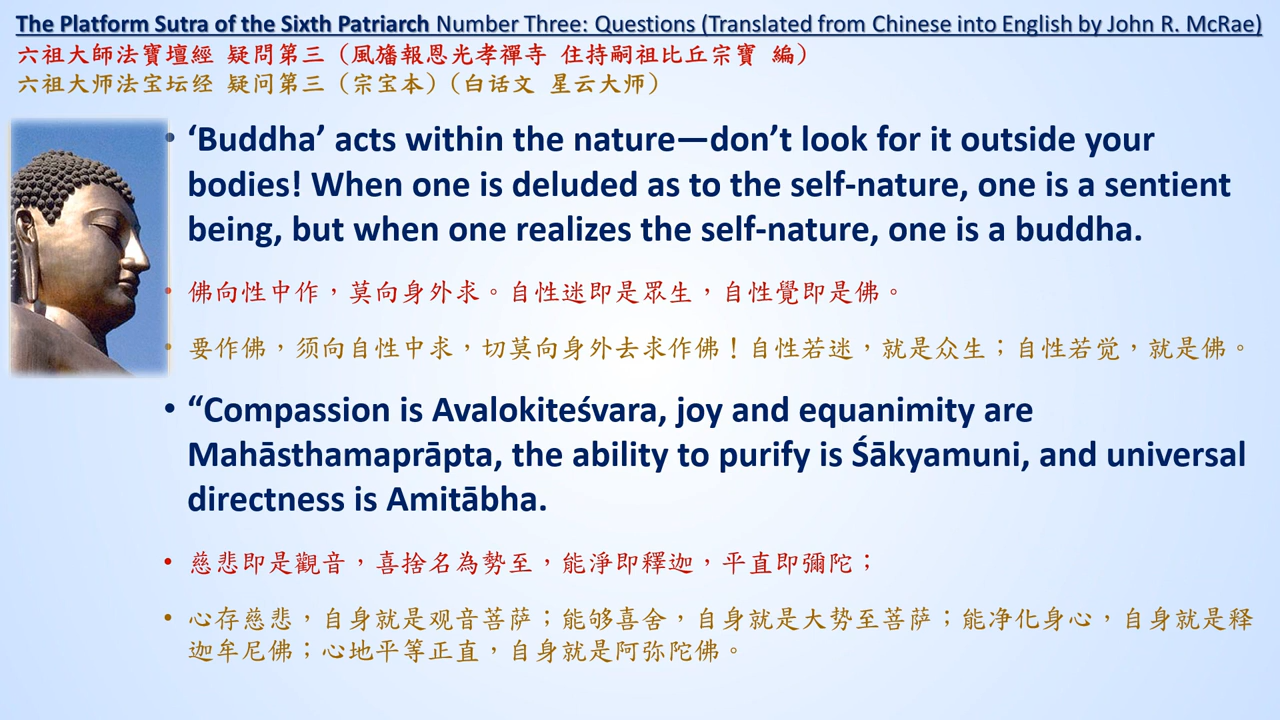 The Platform Sutra of the Sixth Patriarch Number Three: Questions (Translated from Chinese into English by John R. McRae)
六祖大師法寶壇經 疑問第三（風旛報恩光孝禪寺 住持嗣祖比丘宗寶 編）
六祖大师法宝坛经 疑问第三（宗宝本）（白话文 星云大师）
• ‘Buddha’ acts within the nature—don’t look for it outside your
bodies! When one is deluded as to the self-nature, one is a sentient
being, but when one realizes the self-nature, one is a buddha.
• 佛向性中作，莫向身外求。自性迷即是眾生，自性覺即是佛。
• 要作佛，须向自性中求，切莫向身外去求作佛！自性若迷，就是众生；自性若觉，就是佛。
• “Compassion is Avalokiteśvara, joy and equanimity are
Mahāsthamaprāpta, the ability to purify is Śākyamuni, and universal
directness is Amitābha.
• 慈悲即是觀音，喜捨名為勢至，能淨即釋迦，平直即彌陀；
• 心存慈悲，自身就是观音菩萨；能够喜舍，自身就是大势至菩萨；能净化身心，自身就是释
迦牟尼佛；心地平等正直，自身就是阿弥陀佛。